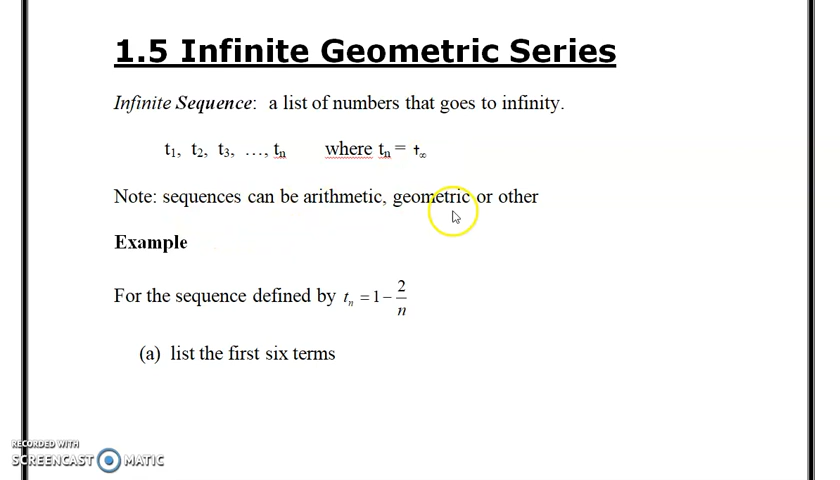 1.5 Infinite Geometric Series
Infinite Sequence: a list of numbers that goes to infinity.
t₁, t₂, t₃, …, tₙ where tₙ = t∞
Note: sequences can be arithmetic, geometric or other
Example
For the sequence defined by tₙ = 1 − 2/n
(a) list the first six terms
RECORDED WITH
SCREENCAST MATIC